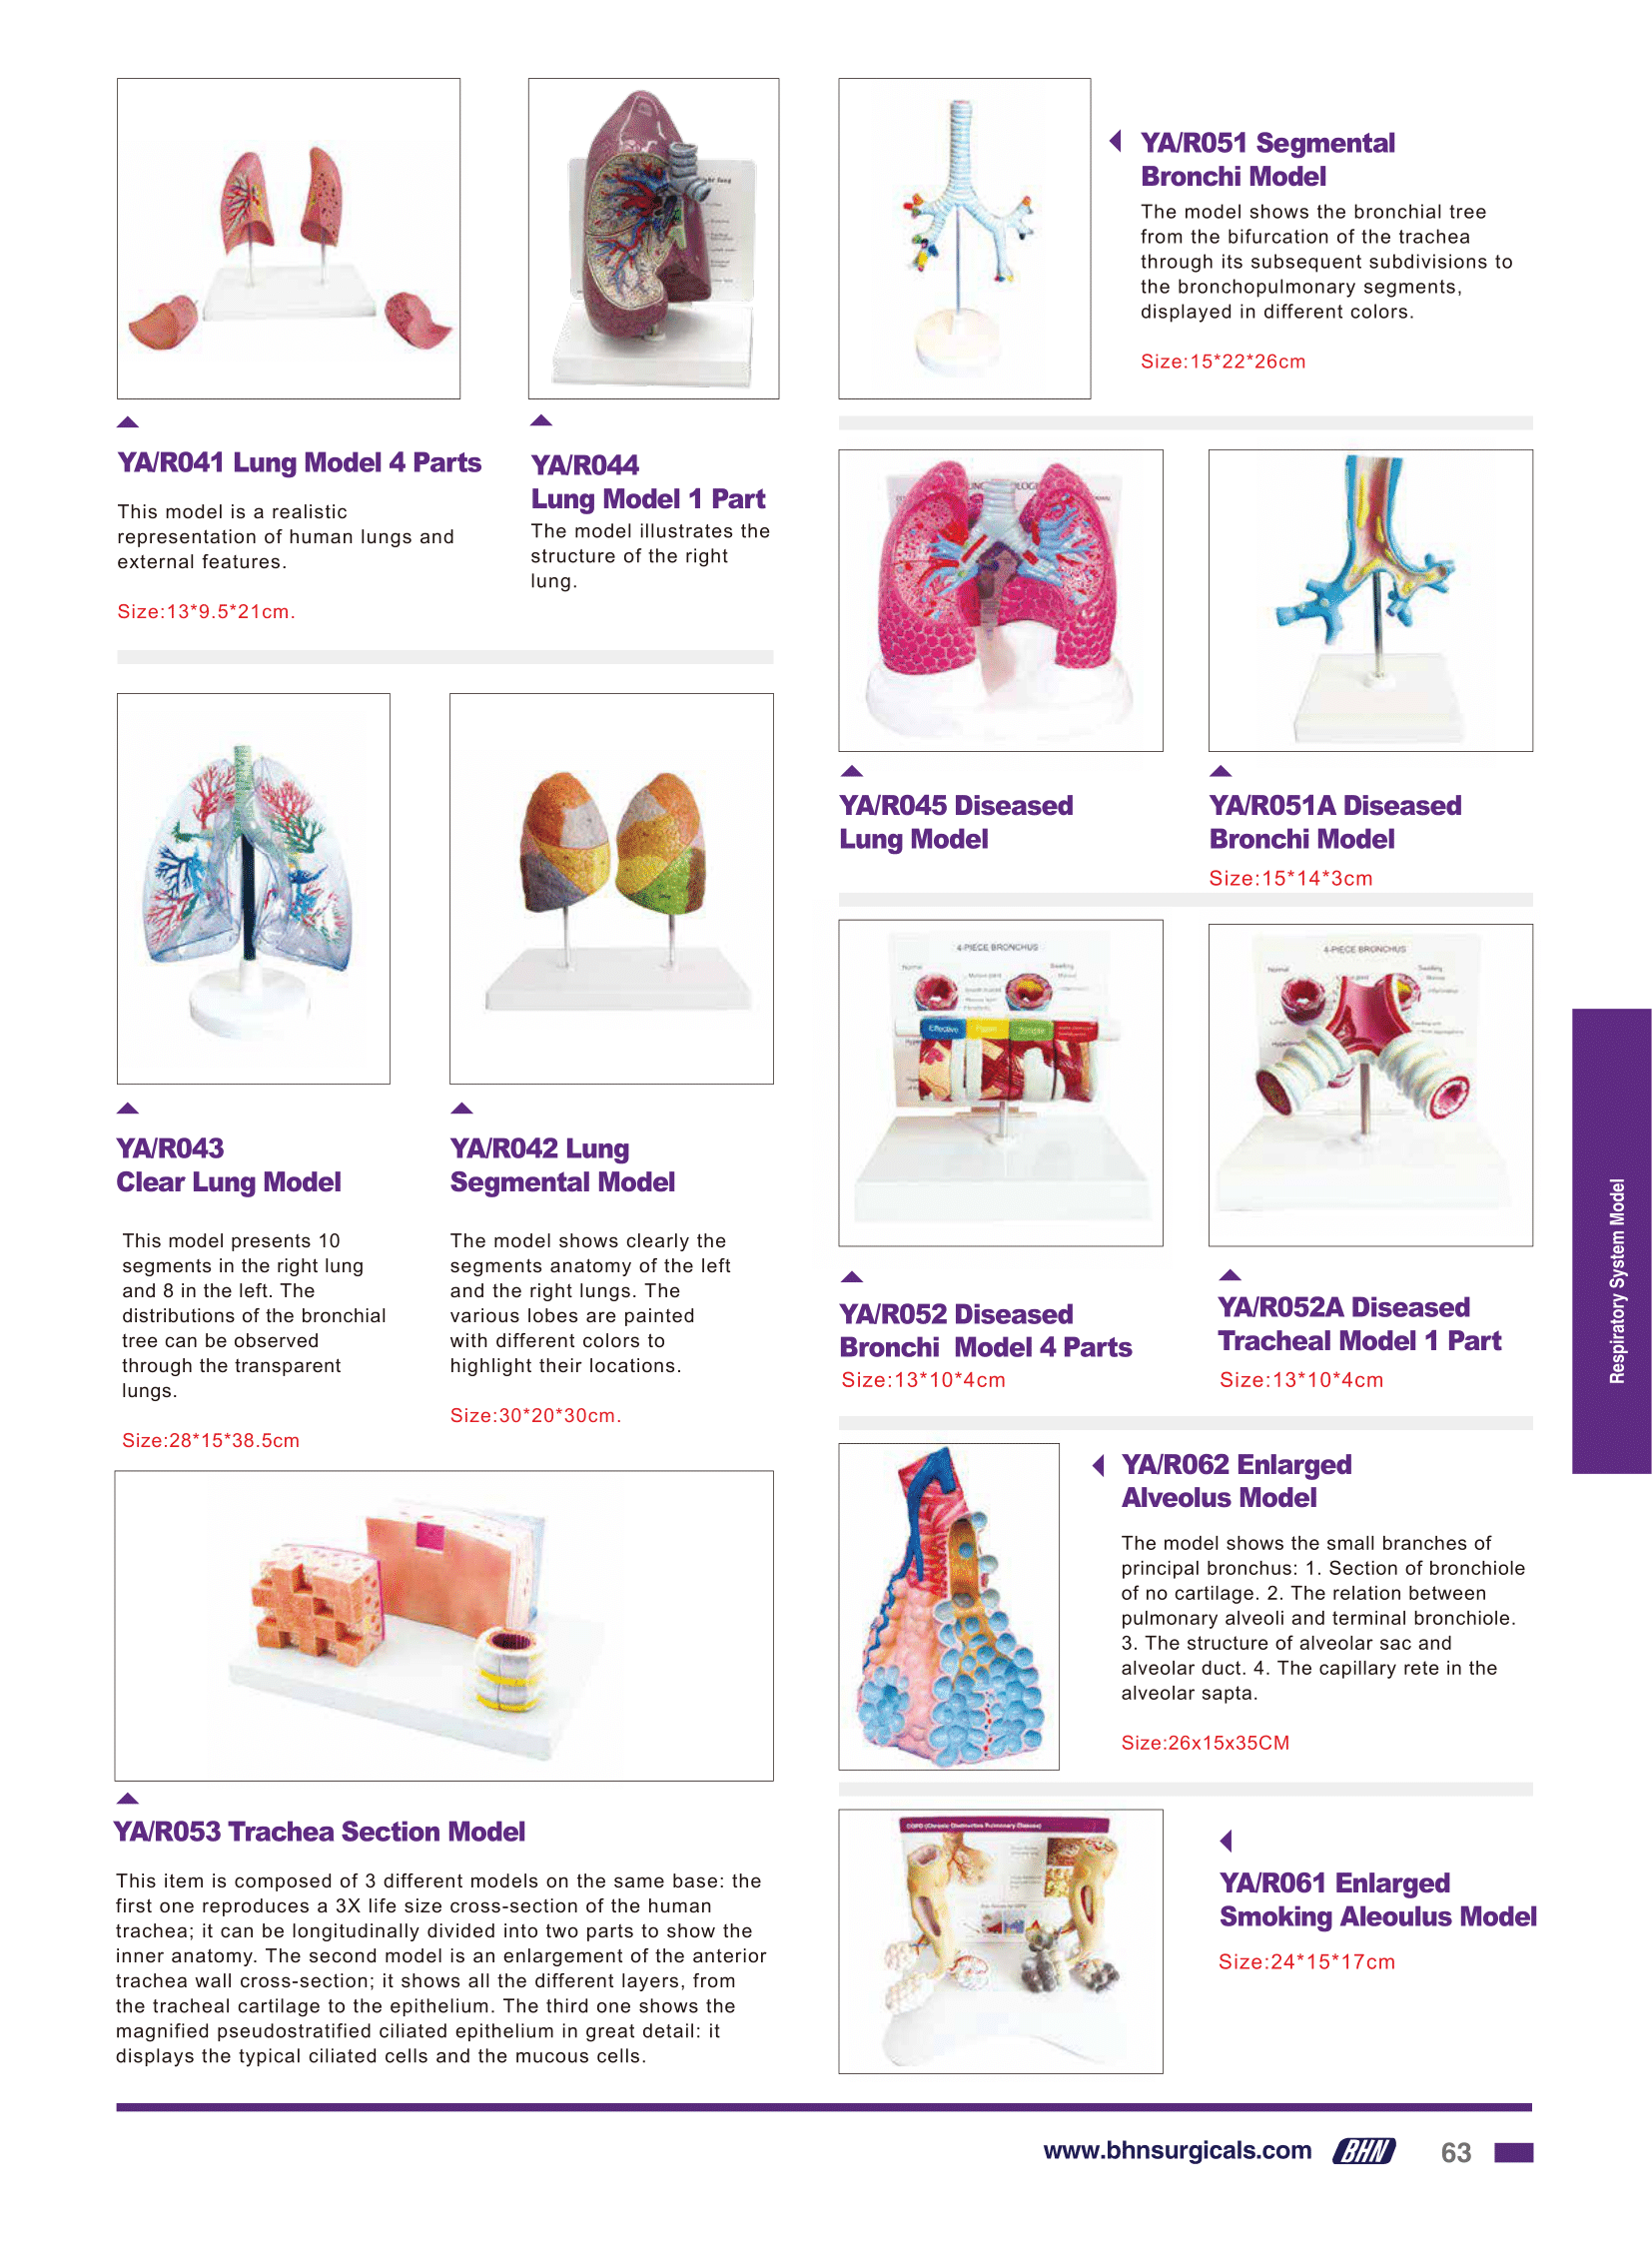 YA/R041 Lung Model 4 Parts
This model is a realistic
representation of human lungs and
external features.
Size:13*9.5*21cm.
YA/R044
Lung Model 1 Part
The model illustrates the
structure of the right
lung.
YA/R043
Clear Lung Model
This model presents 10
segments in the right lung
and 8 in the left. The
distributions of the bronchial
tree can be observed
through the transparent
lungs.
Size:28*15*38.5cm
YA/R042 Lung
Segmental Model
The model shows clearly the
segments anatomy of the left
and the right lungs. The
various lobes are painted
with different colors to
highlight their locations.
Size:30*20*30cm.
YA/R053 Trachea Section Model
This item is composed of 3 different models on the same base: the
first one reproduces a 3X life size cross-section of the human
trachea; it can be longitudinally divided into two parts to show the
inner anatomy. The second model is an enlargement of the anterior
trachea wall cross-section; it shows all the different layers, from
the tracheal cartilage to the epithelium. The third one shows the
magnified pseudostratified ciliated epithelium in great detail: it
displays the typical ciliated cells and the mucous cells.
YA/R051 Segmental
Bronchi Model
The model shows the bronchial tree
from the bifurcation of the trachea
through its subsequent subdivisions to
the bronchopulmonary segments,
displayed in different colors.
Size:15*22*26cm
YA/R045 Diseased
Lung Model
YA/R051A Diseased
Bronchi Model
Size:15*14*3cm
4-PIECE BRONCHUS
Normal
Swelling
Effective
Simple
YA/R052 Diseased
Bronchi  Model 4 Parts
Size:13*10*4cm
4-PIECE BRONCHUS
Normal
Swelling
YA/R052A Diseased
Tracheal Model 1 Part
Size:13*10*4cm
YA/R062 Enlarged
Alveolus Model
The model shows the small branches of
principal bronchus: 1. Section of bronchiole
of no cartilage. 2. The relation between
pulmonary alveoli and terminal bronchiole.
3. The structure of alveolar sac and
alveolar duct. 4. The capillary rete in the
alveolar sapta.
Size:26x15x35CM
COPD (Chronic Obstructive Pulmonary Disease)
YA/R061 Enlarged
Smoking Aleoulus Model
Size:24*15*17cm
Respiratory System Model
www.bhnsurgicals.com
BHN
63